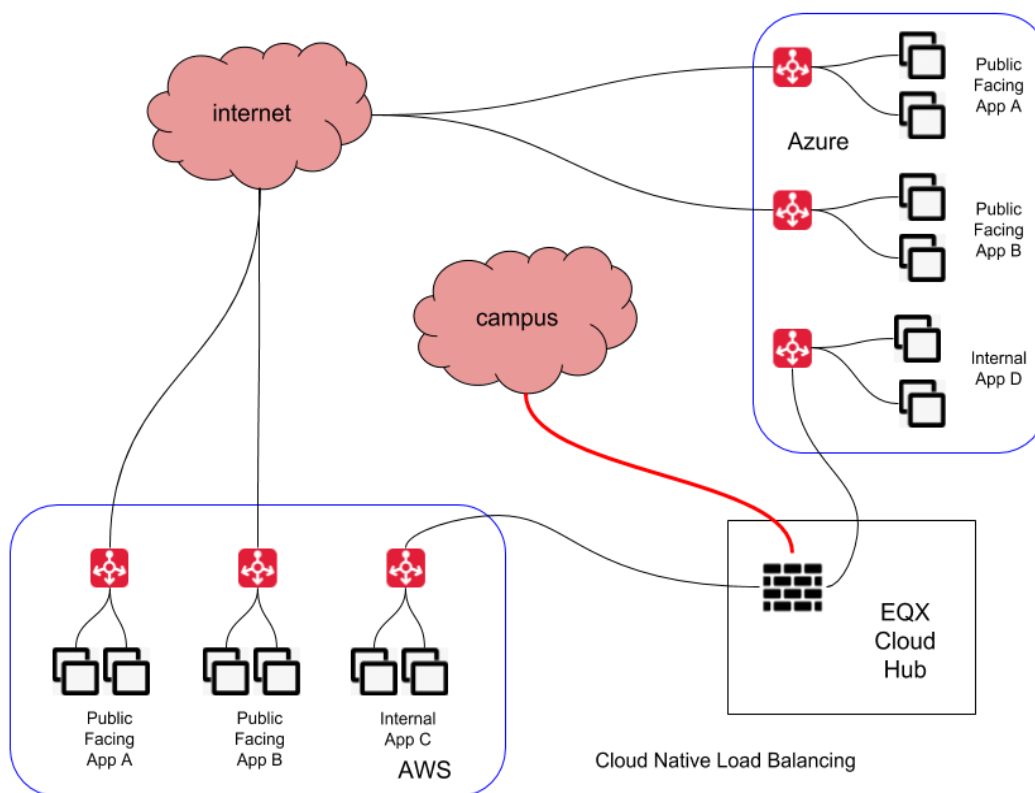 internet
Public
Facing
App A
Azure
Public
Facing
App B
campus
Internal
App D
EQX
Cloud
Hub
Public
Facing
App A
Public
Facing
App B
Internal
App C
AWS
Cloud Native Load Balancing